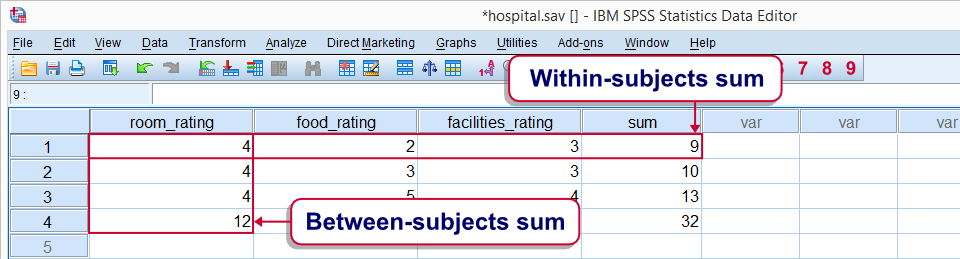 *hospital.sav [] - IBM SPSS Statistics Data Editor
File Edit View Data Transform Analyze Direct Marketing Graphs Utilities Add-ons Window Help
7 8 9
Within-subjects sum
9 :
room_rating food_rating facilities_rating sum var var var
1 4 2 3 9
2 4 3 3 10
3 4 5 4 13
4 12 32
Between-subjects sum
5